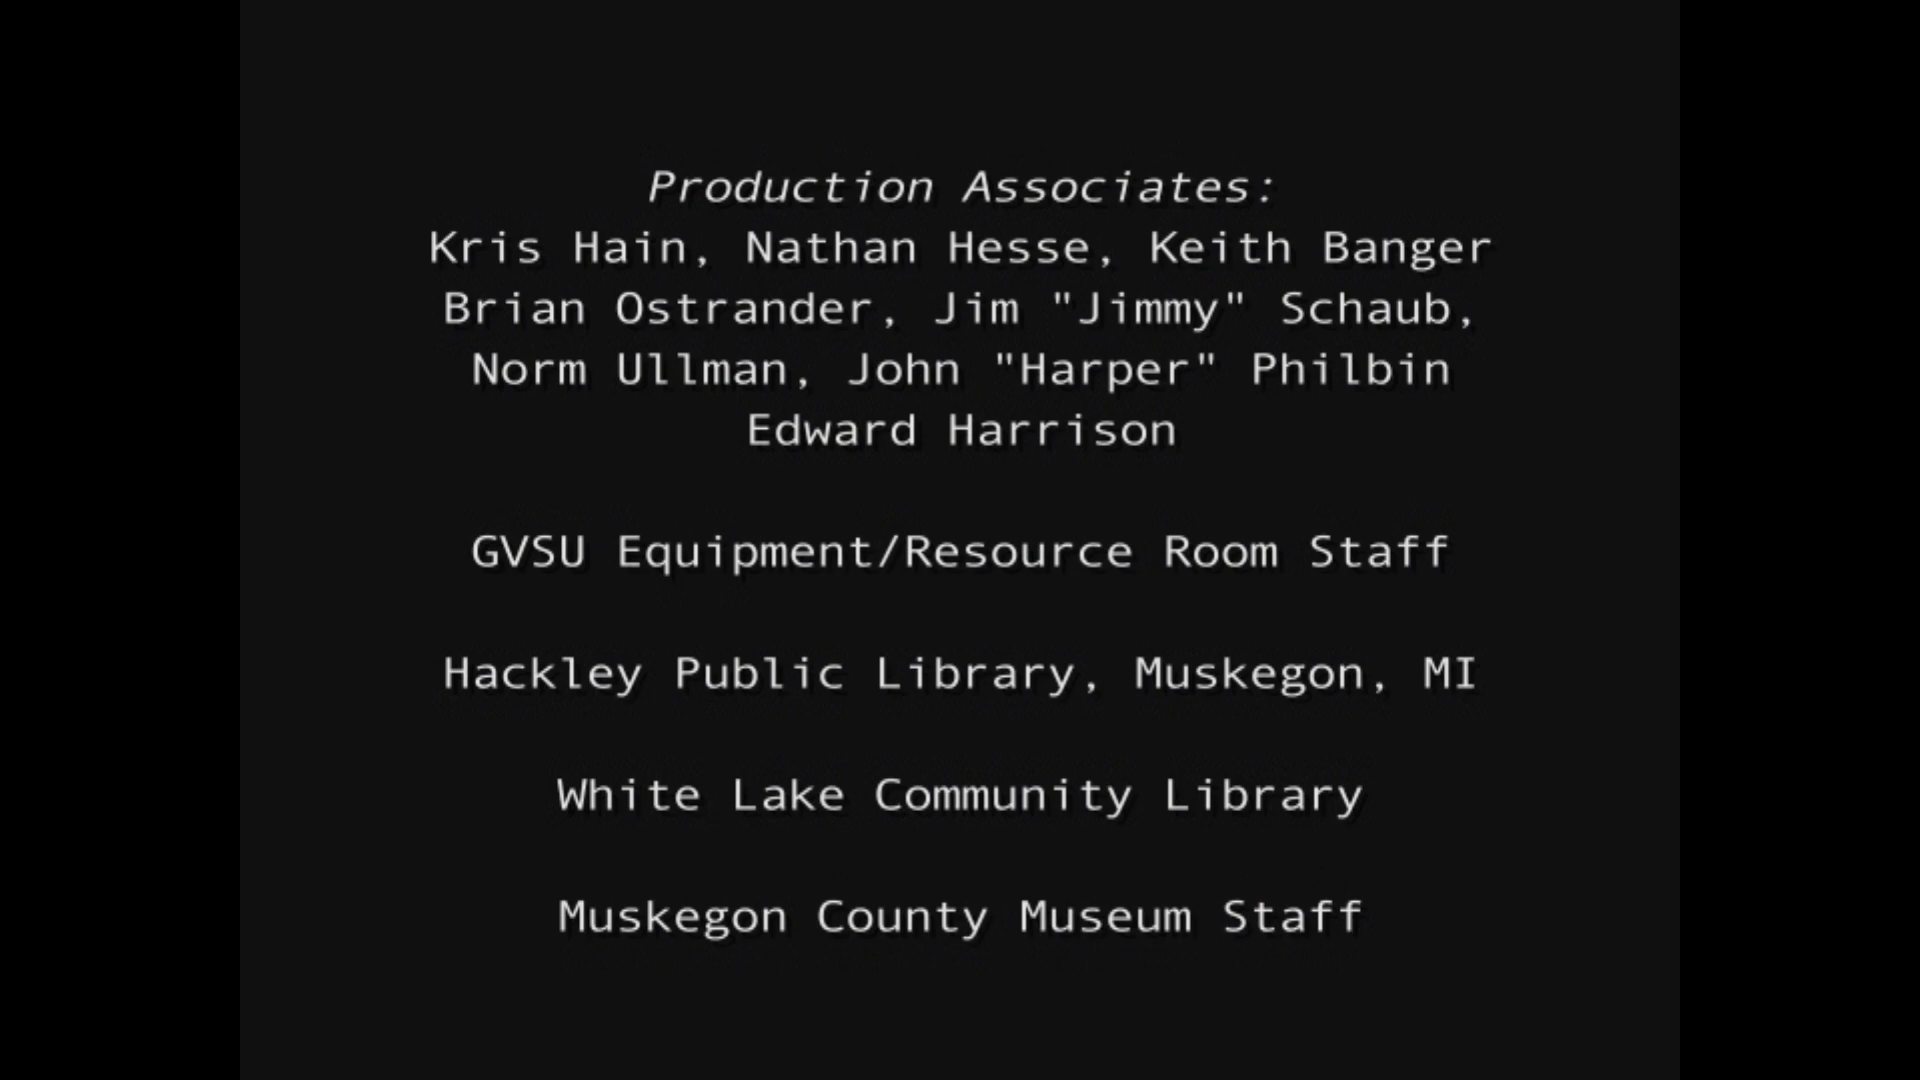 Production Associates:
Kris Hain, Nathan Hesse, Keith Banger
Brian Ostrander, Jim "Jimmy" Schaub,
Norm Ullman, John "Harper" Philbin
Edward Harrison
GVSU Equipment/Resource Room Staff
Hackley Public Library, Muskegon, MI
White Lake Community Library
Muskegon County Museum Staff